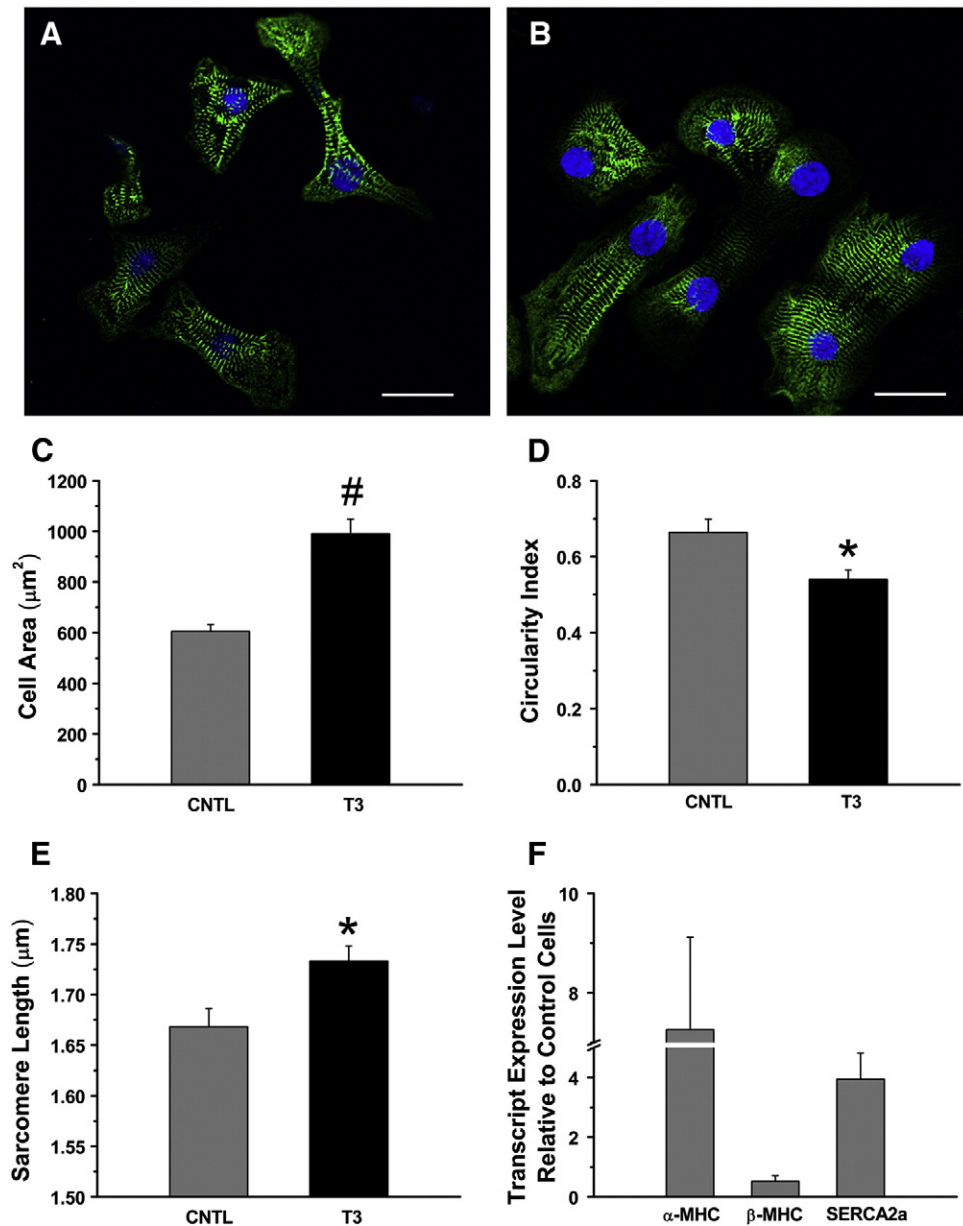 A
B
C
Cell Area (μm²)
1200
1000
800
600
400
200
0
#
CNTL
T3
D
Circularity Index
0.8
0.6
0.4
0.2
0.0
*
CNTL
T3
E
Sarcomere Length (μm)
1.80
1.75
1.70
1.65
1.60
1.55
1.50
*
CNTL
T3
F
Transcript Expression Level
Relative to Control Cells
10
8
4
2
0
α-MHC
β-MHC
SERCA2a